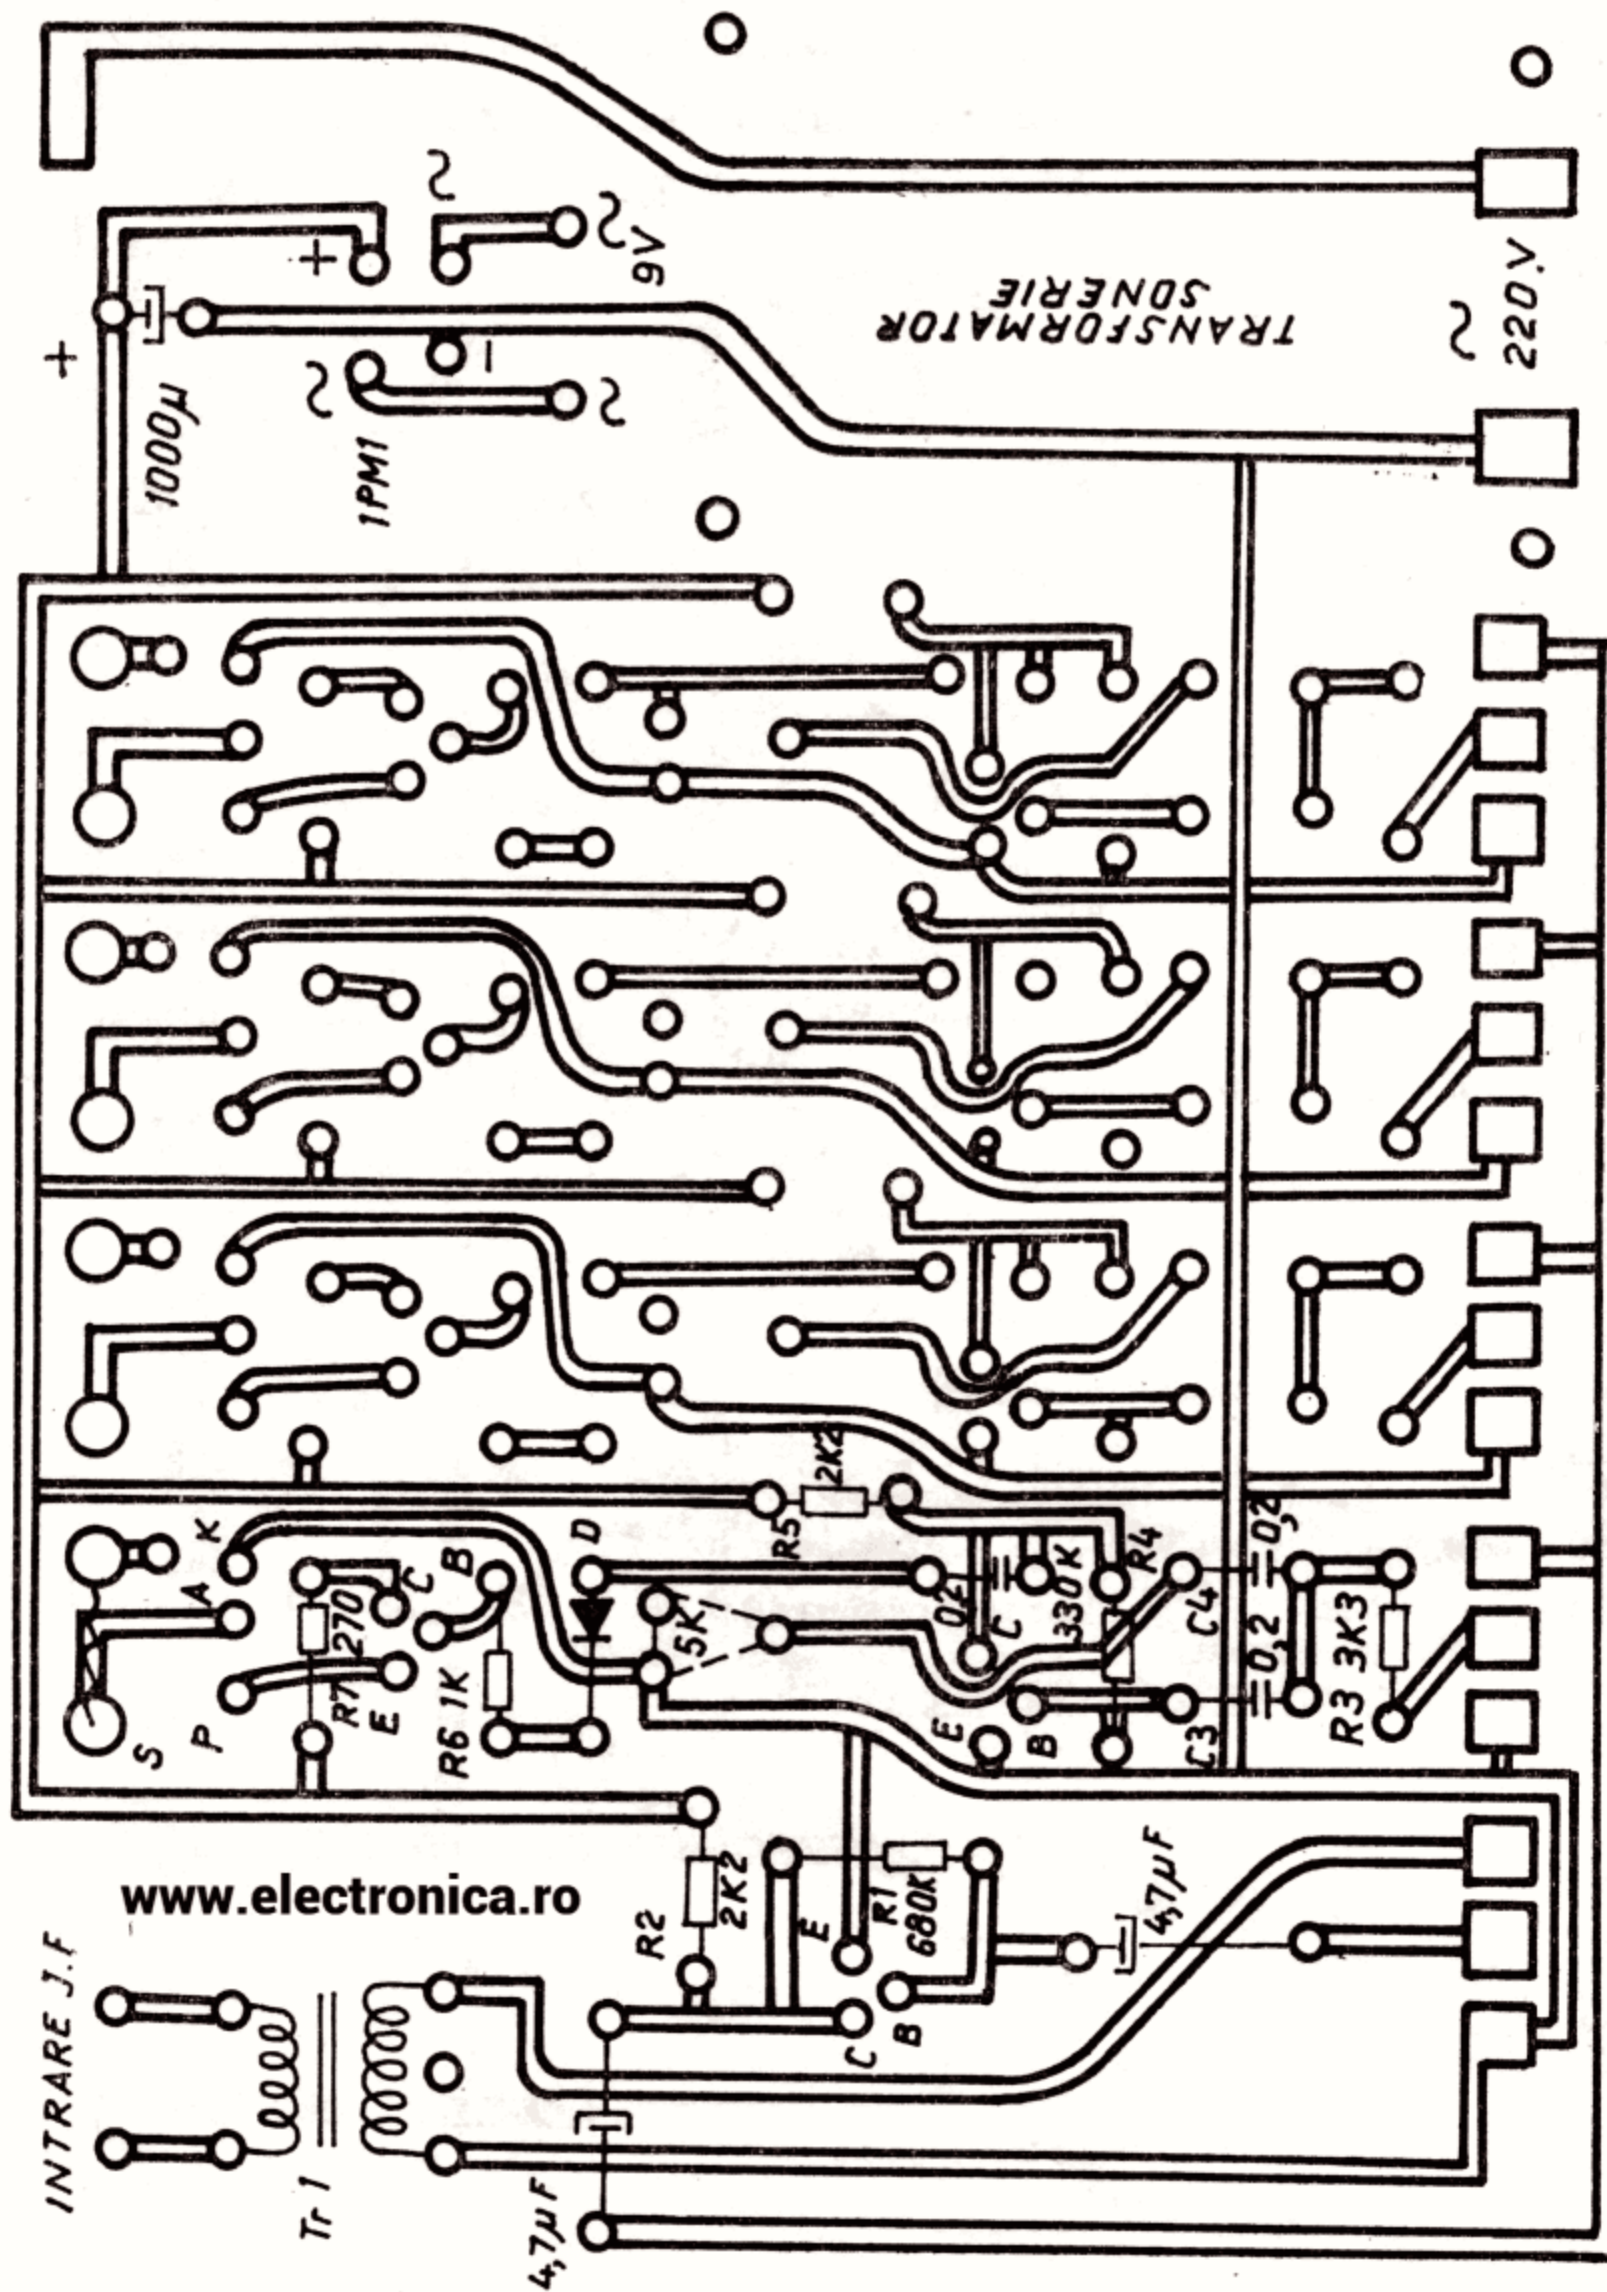 +
1000µ
+
~
~
9V
~
-
~
1PM1
TRANSFORMATOR
SONERIE
~
220.V
S
P
A
K
R7 270
E
C
B
R6 1K
D
5K
R5
2K2
0,2
C
E
B
330K
R4
C3
C4
0,2
0,2
R3 3K3
www.electronica.ro
INTRARE J.F
Tr 1
4,7µF
R2
2K2
E
C
B
R1
680K
4,7µF